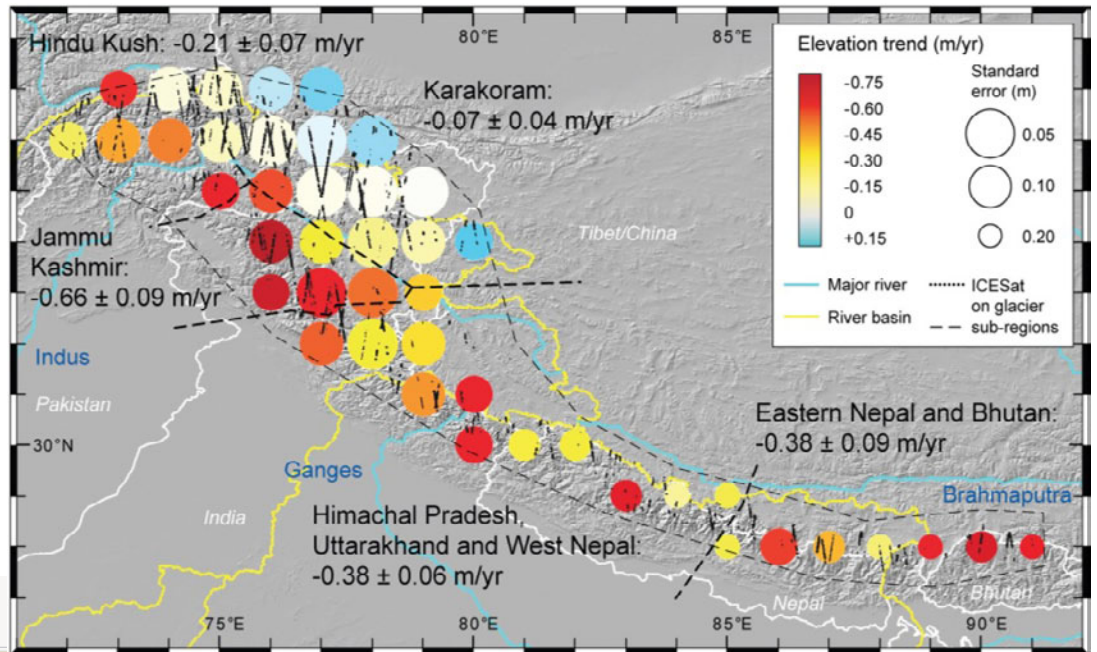 80°E
85°E
Hindu Kush: -0.21 ± 0.07 m/yr
Karakoram:
-0.07 ± 0.04 m/yr
Elevation trend (m/yr)
-0.75
-0.60
-0.45
-0.30
-0.15
0
+0.15
Standard
error (m)
0.05
0.10
0.20
Major river
River basin
ICESat
on glacier
sub-regions
Tibet/China
Jammu
Kashmir:
-0.66 ± 0.09 m/yr
Indus
Pakistan
30°N
Ganges
India
Eastern Nepal and Bhutan:
-0.38 ± 0.09 m/yr
Brahmaputra
Himachal Pradesh,
Uttarakhand and West Nepal:
-0.38 ± 0.06 m/yr
Nepal
Bhutan
75°E
80°E
85°E
90°E